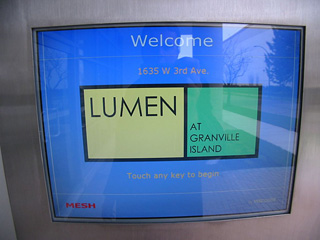 Welcome
1635 W 3rd Ave.
LUMEN
AT
GRANVILLE
ISLAND
Touch any key to begin
MESH